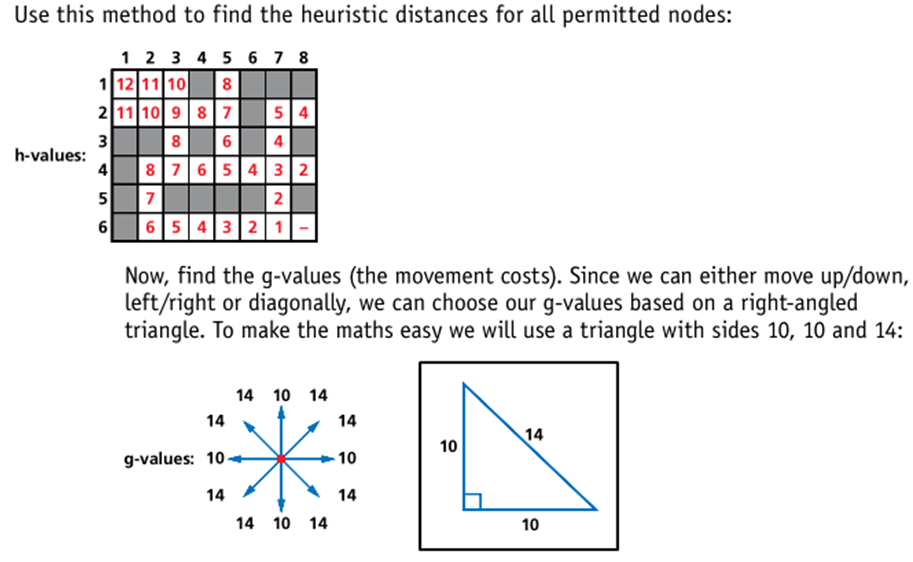 Use this method to find the heuristic distances for all permitted nodes:
1 2 3 4 5 6 7 8
1 12 11 10 8
2 11 10 9 8 7 5 4
3 8 6 4
h-values:
4 8 7 6 5 4 3 2
5 7 2
6 6 5 4 3 2 1 –
Now, find the g-values (the movement costs). Since we can either move up/down,
left/right or diagonally, we can choose our g-values based on a right-angled
triangle. To make the maths easy we will use a triangle with sides 10, 10 and 14:
14 10 14
14 14
g-values: 10 10
14 14
14 10 14
10 14
10